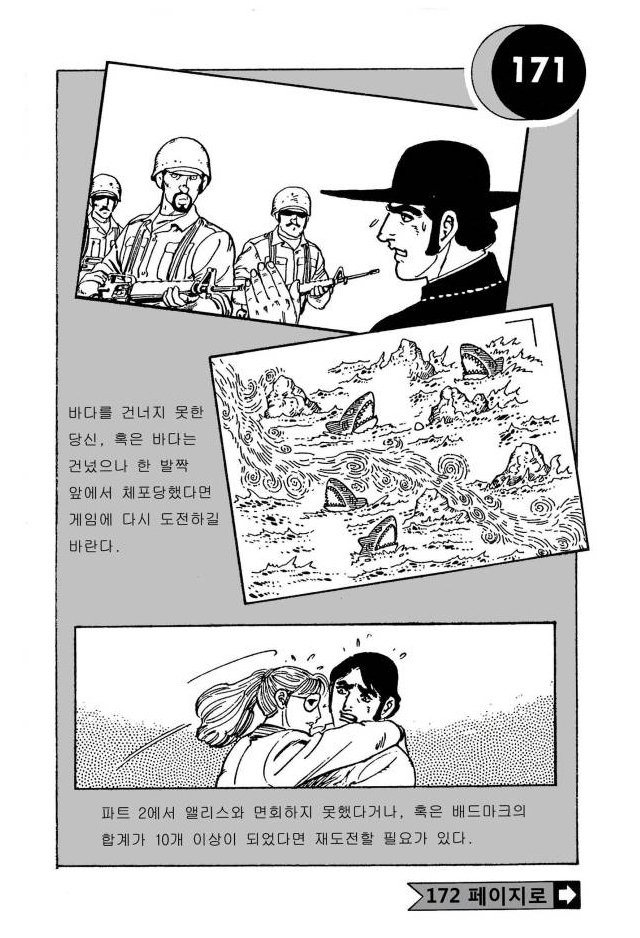 171
바다를 건너지 못한
당신, 혹은 바다는
건넜으나 한 발짝
앞에서 체포당했다면
게임에 다시 도전하길
바란다.
파트 2에서 앨리스와 면회하지 못했다거나, 혹은 배드마크의
합계가 10개 이상이 되었다면 재도전할 필요가 있다.
172 페이지로